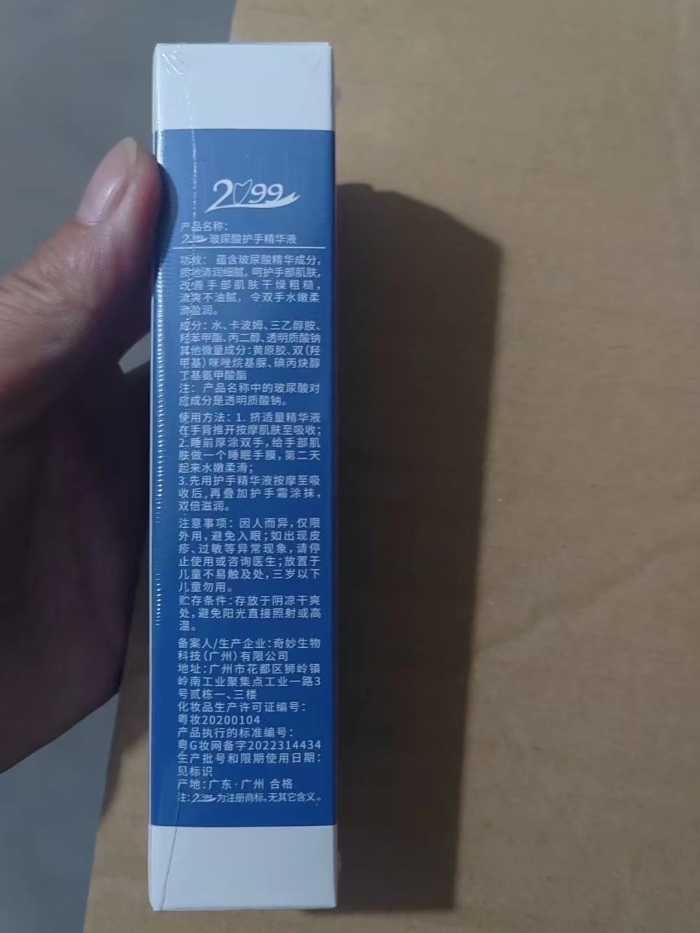 2099
产品名称:
2099玻尿酸护手精华液
功效: 蕴含玻尿酸精华成分,
质地清润细腻, 呵护手部肌肤,
改善手部肌肤干燥粗糙,
清爽不油腻, 令双手水嫩柔
滑盈润。
成分: 水、卡波姆、三乙醇胺、
羟苯甲酯、丙二醇、透明质酸钠
其他微量成分: 黄原胶、双(羟
甲基)咪唑烷基脲、碘丙炔醇
丁基氨甲酸酯
注: 产品名称中的玻尿酸对
应成分是透明质酸钠。
使用方法: 1. 挤适量精华液
在手背推开按摩肌肤至吸收;
2.睡前厚涂双手, 给手部肌
肤做一个睡眠手膜, 第二天
起来水嫩柔滑;
3.先用护手精华液按摩至吸
收后,再叠加护手霜涂抹,
双倍滋润。
注意事项: 因人而异, 仅限
外用, 避免入眼; 如出现皮
疹、过敏等异常现象, 请停
止使用或咨询医生; 放置于
儿童不易触及处, 三岁以下
儿童勿用。
贮存条件: 存放于阴凉干爽
处, 避免阳光直接照射或高
温。
备案人/生产企业: 奇妙生物
科技(广州)有限公司
地址: 广州市花都区狮岭镇
岭南工业聚集点工业一路3
号贰栋一、三楼
化妆品生产许可证编号:
粤妆20200104
产品执行的标准编号:
粤G妆网备字2022314434
生产批号和限期使用日期:
见标识
产地: 广东·广州 合格
注: 2099为注册商标, 无其它含义。